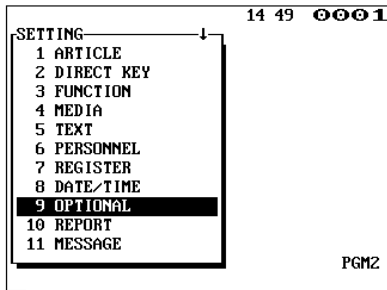 14 49 0001
SETTING ↓
1 ARTICLE
2 DIRECT KEY
3 FUNCTION
4 MEDIA
5 TEXT
6 PERSONNEL
7 REGISTER
8 DATE/TIME
9 OPTIONAL
10 REPORT
11 MESSAGE
PGM2